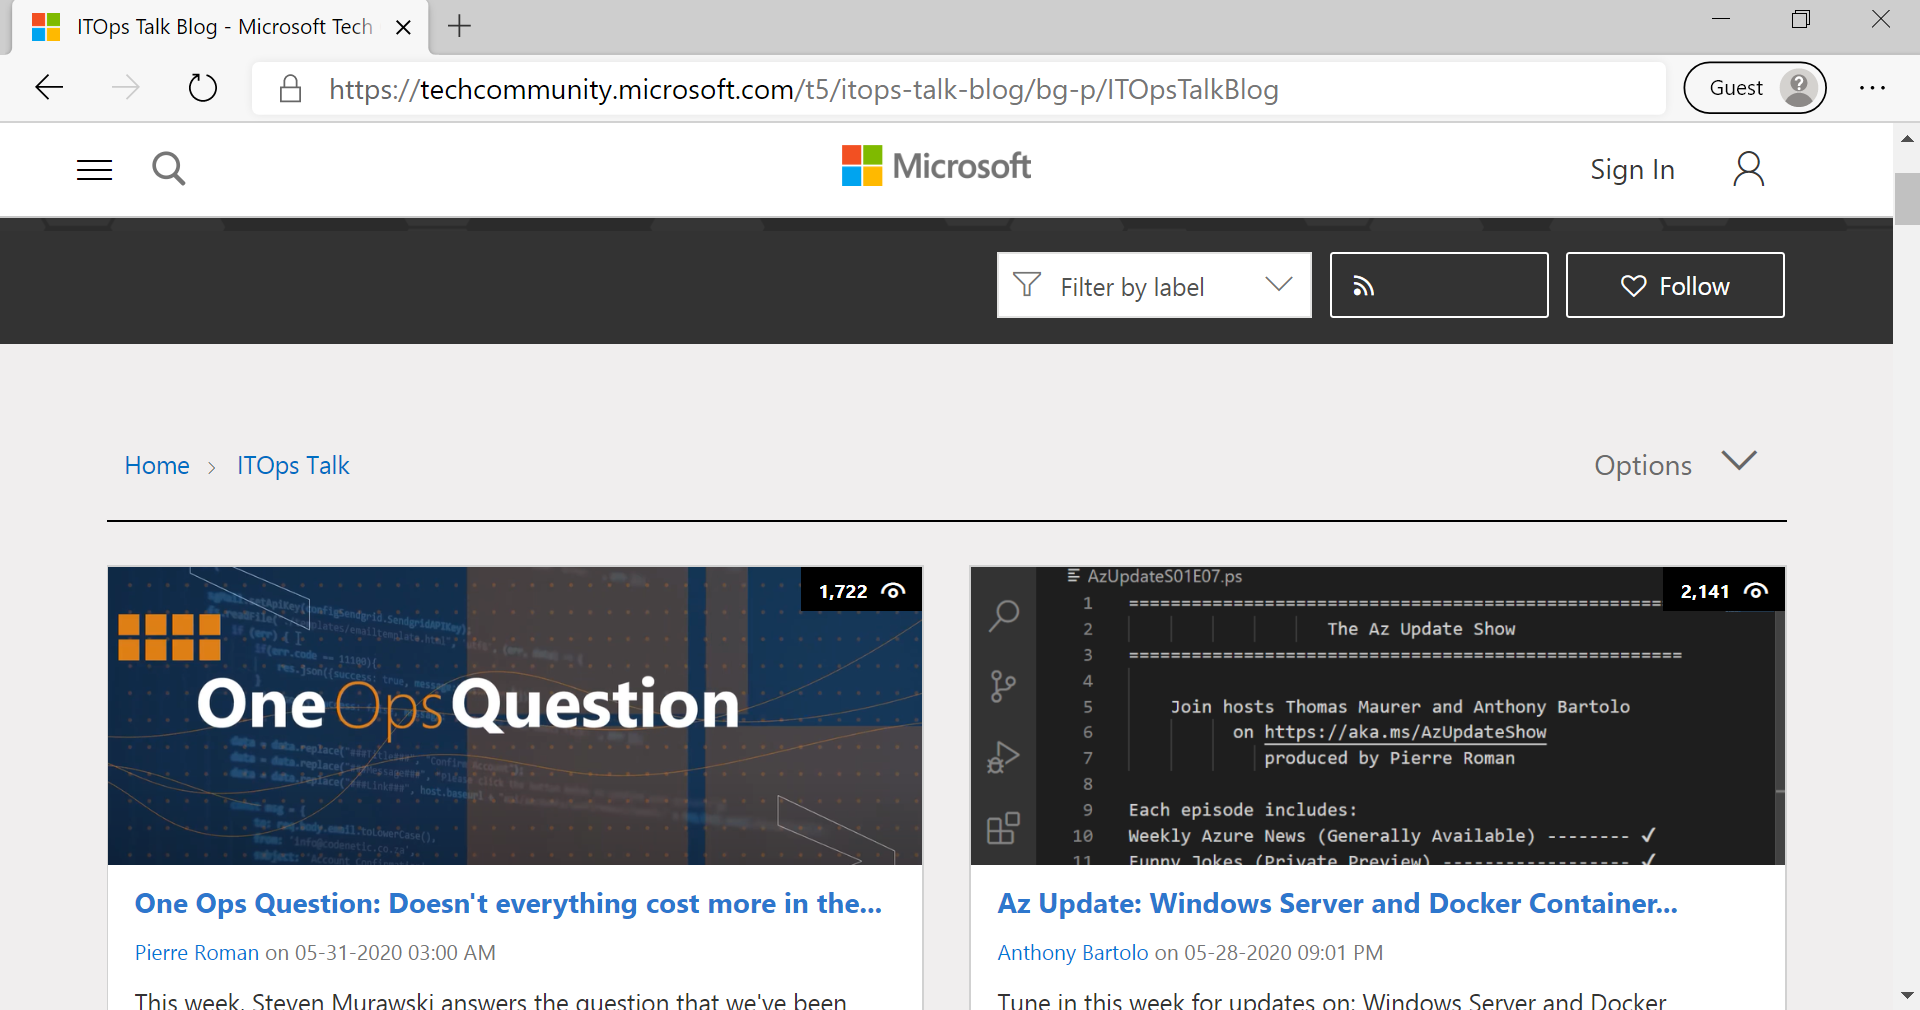 ITOps Talk Blog - Microsoft Tech
https://techcommunity.microsoft.com/t5/itops-talk-blog/bg-p/ITOpsTalkBlog
Guest
Microsoft
Sign In
Filter by label
Follow
Home > ITOps Talk
Options
1,722
One Ops Question
2,141
AzUpdateS01E07.ps
1 ===================================================
2 The Az Update Show
3 =====================================================
4
5 Join hosts Thomas Maurer and Anthony Bartolo
6 on https://aka.ms/AzUpdateShow
7 produced by Pierre Roman
8
9 Each episode includes:
10 Weekly Azure News (Generally Available) -------- ✓
11 Funny Jokes (Private Preview) ------------------ ✓
One Ops Question: Doesn't everything cost more in the...
Pierre Roman on 05-31-2020 03:00 AM
This week, Steven Murawski answers the question that we've been
Az Update: Windows Server and Docker Container...
Anthony Bartolo on 05-28-2020 09:01 PM
Tune in this week for updates on: Windows Server and Docker